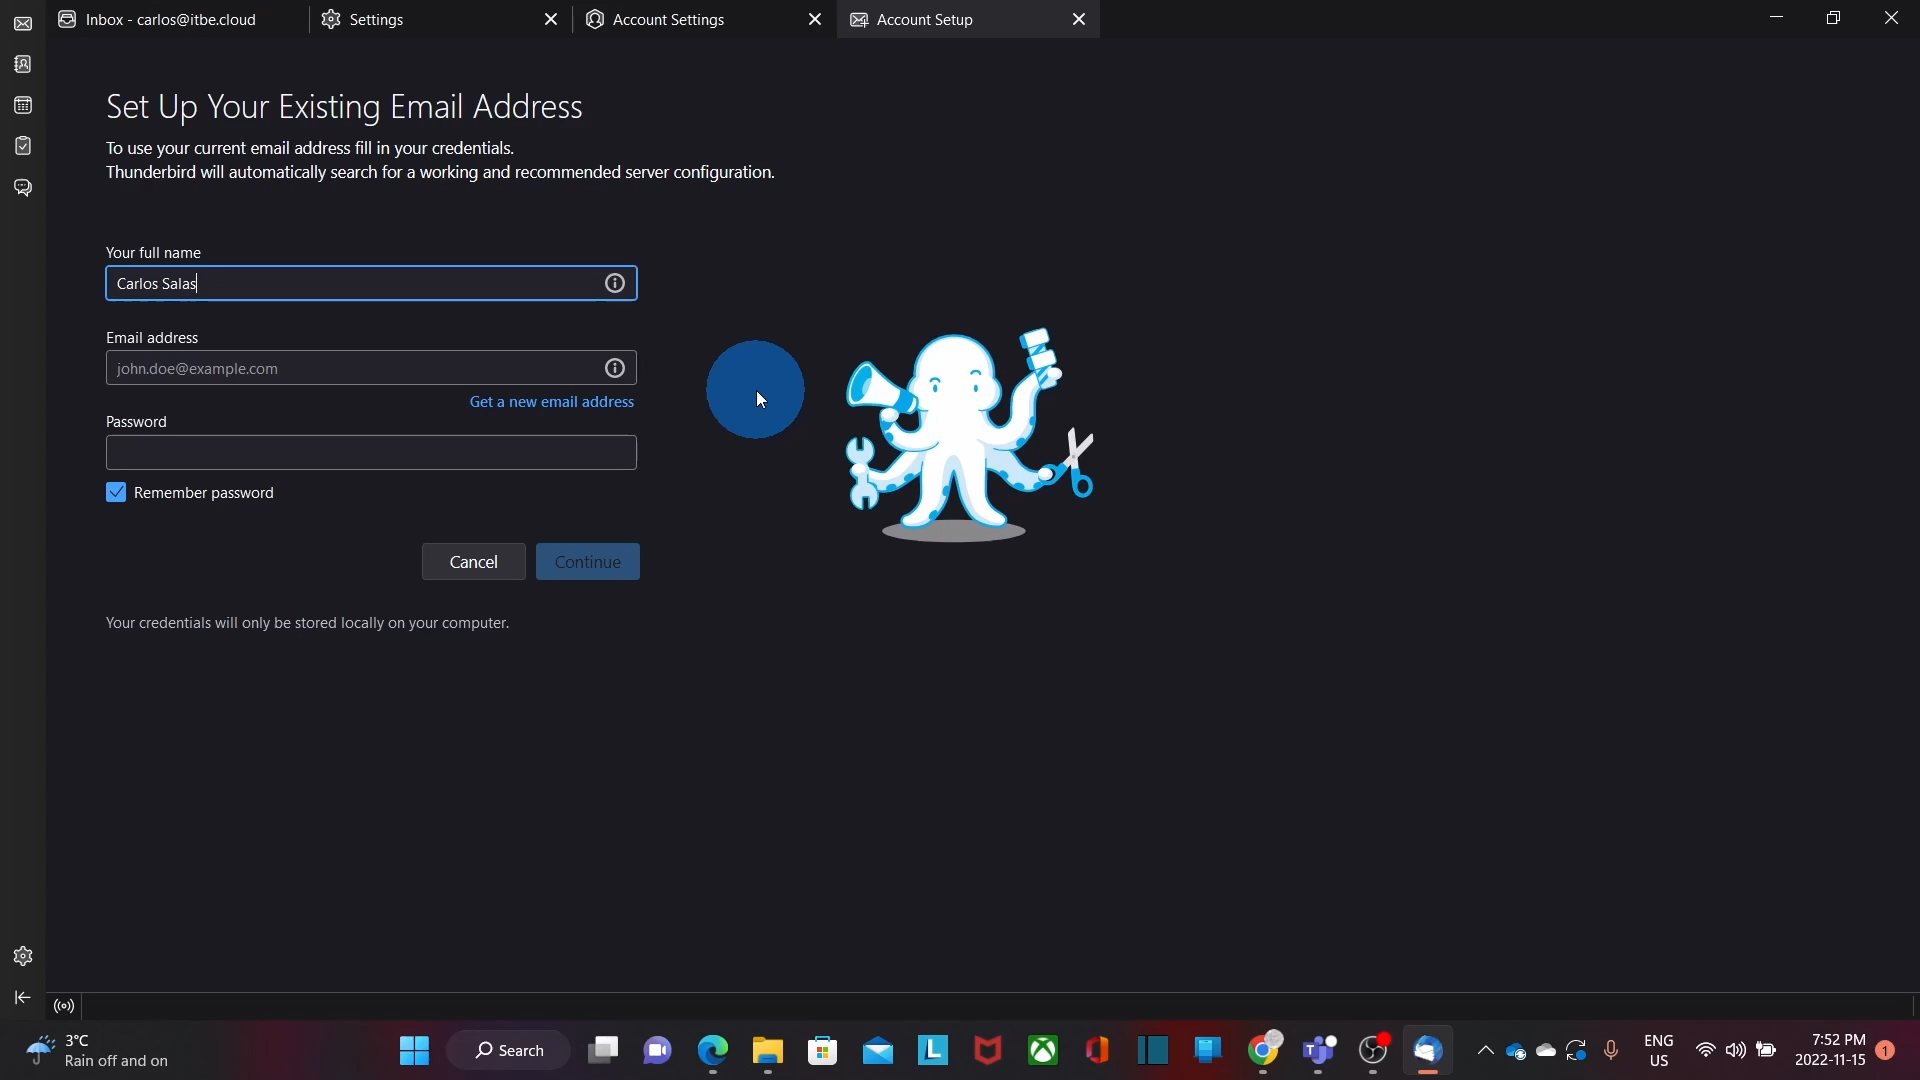 Inbox - carlos@itbe.cloud
Settings
Account Settings
Account Setup
Set Up Your Existing Email Address
To use your current email address fill in your credentials.
Thunderbird will automatically search for a working and recommended server configuration.
Your full name
Carlos Salas
Email address
john.doe@example.com
Get a new email address
Password
Remember password
Cancel
Continue
Your credentials will only be stored locally on your computer.
3°C
Rain off and on
Search
L
T
ENG
US
7:52 PM
2022-11-15
1